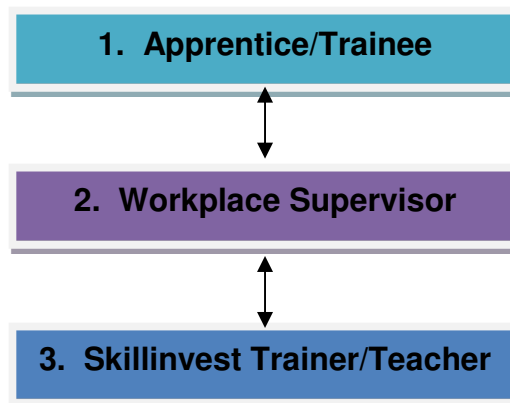 1. Apprentice/Trainee
2. Workplace Supervisor
3. Skillinvest Trainer/Teacher